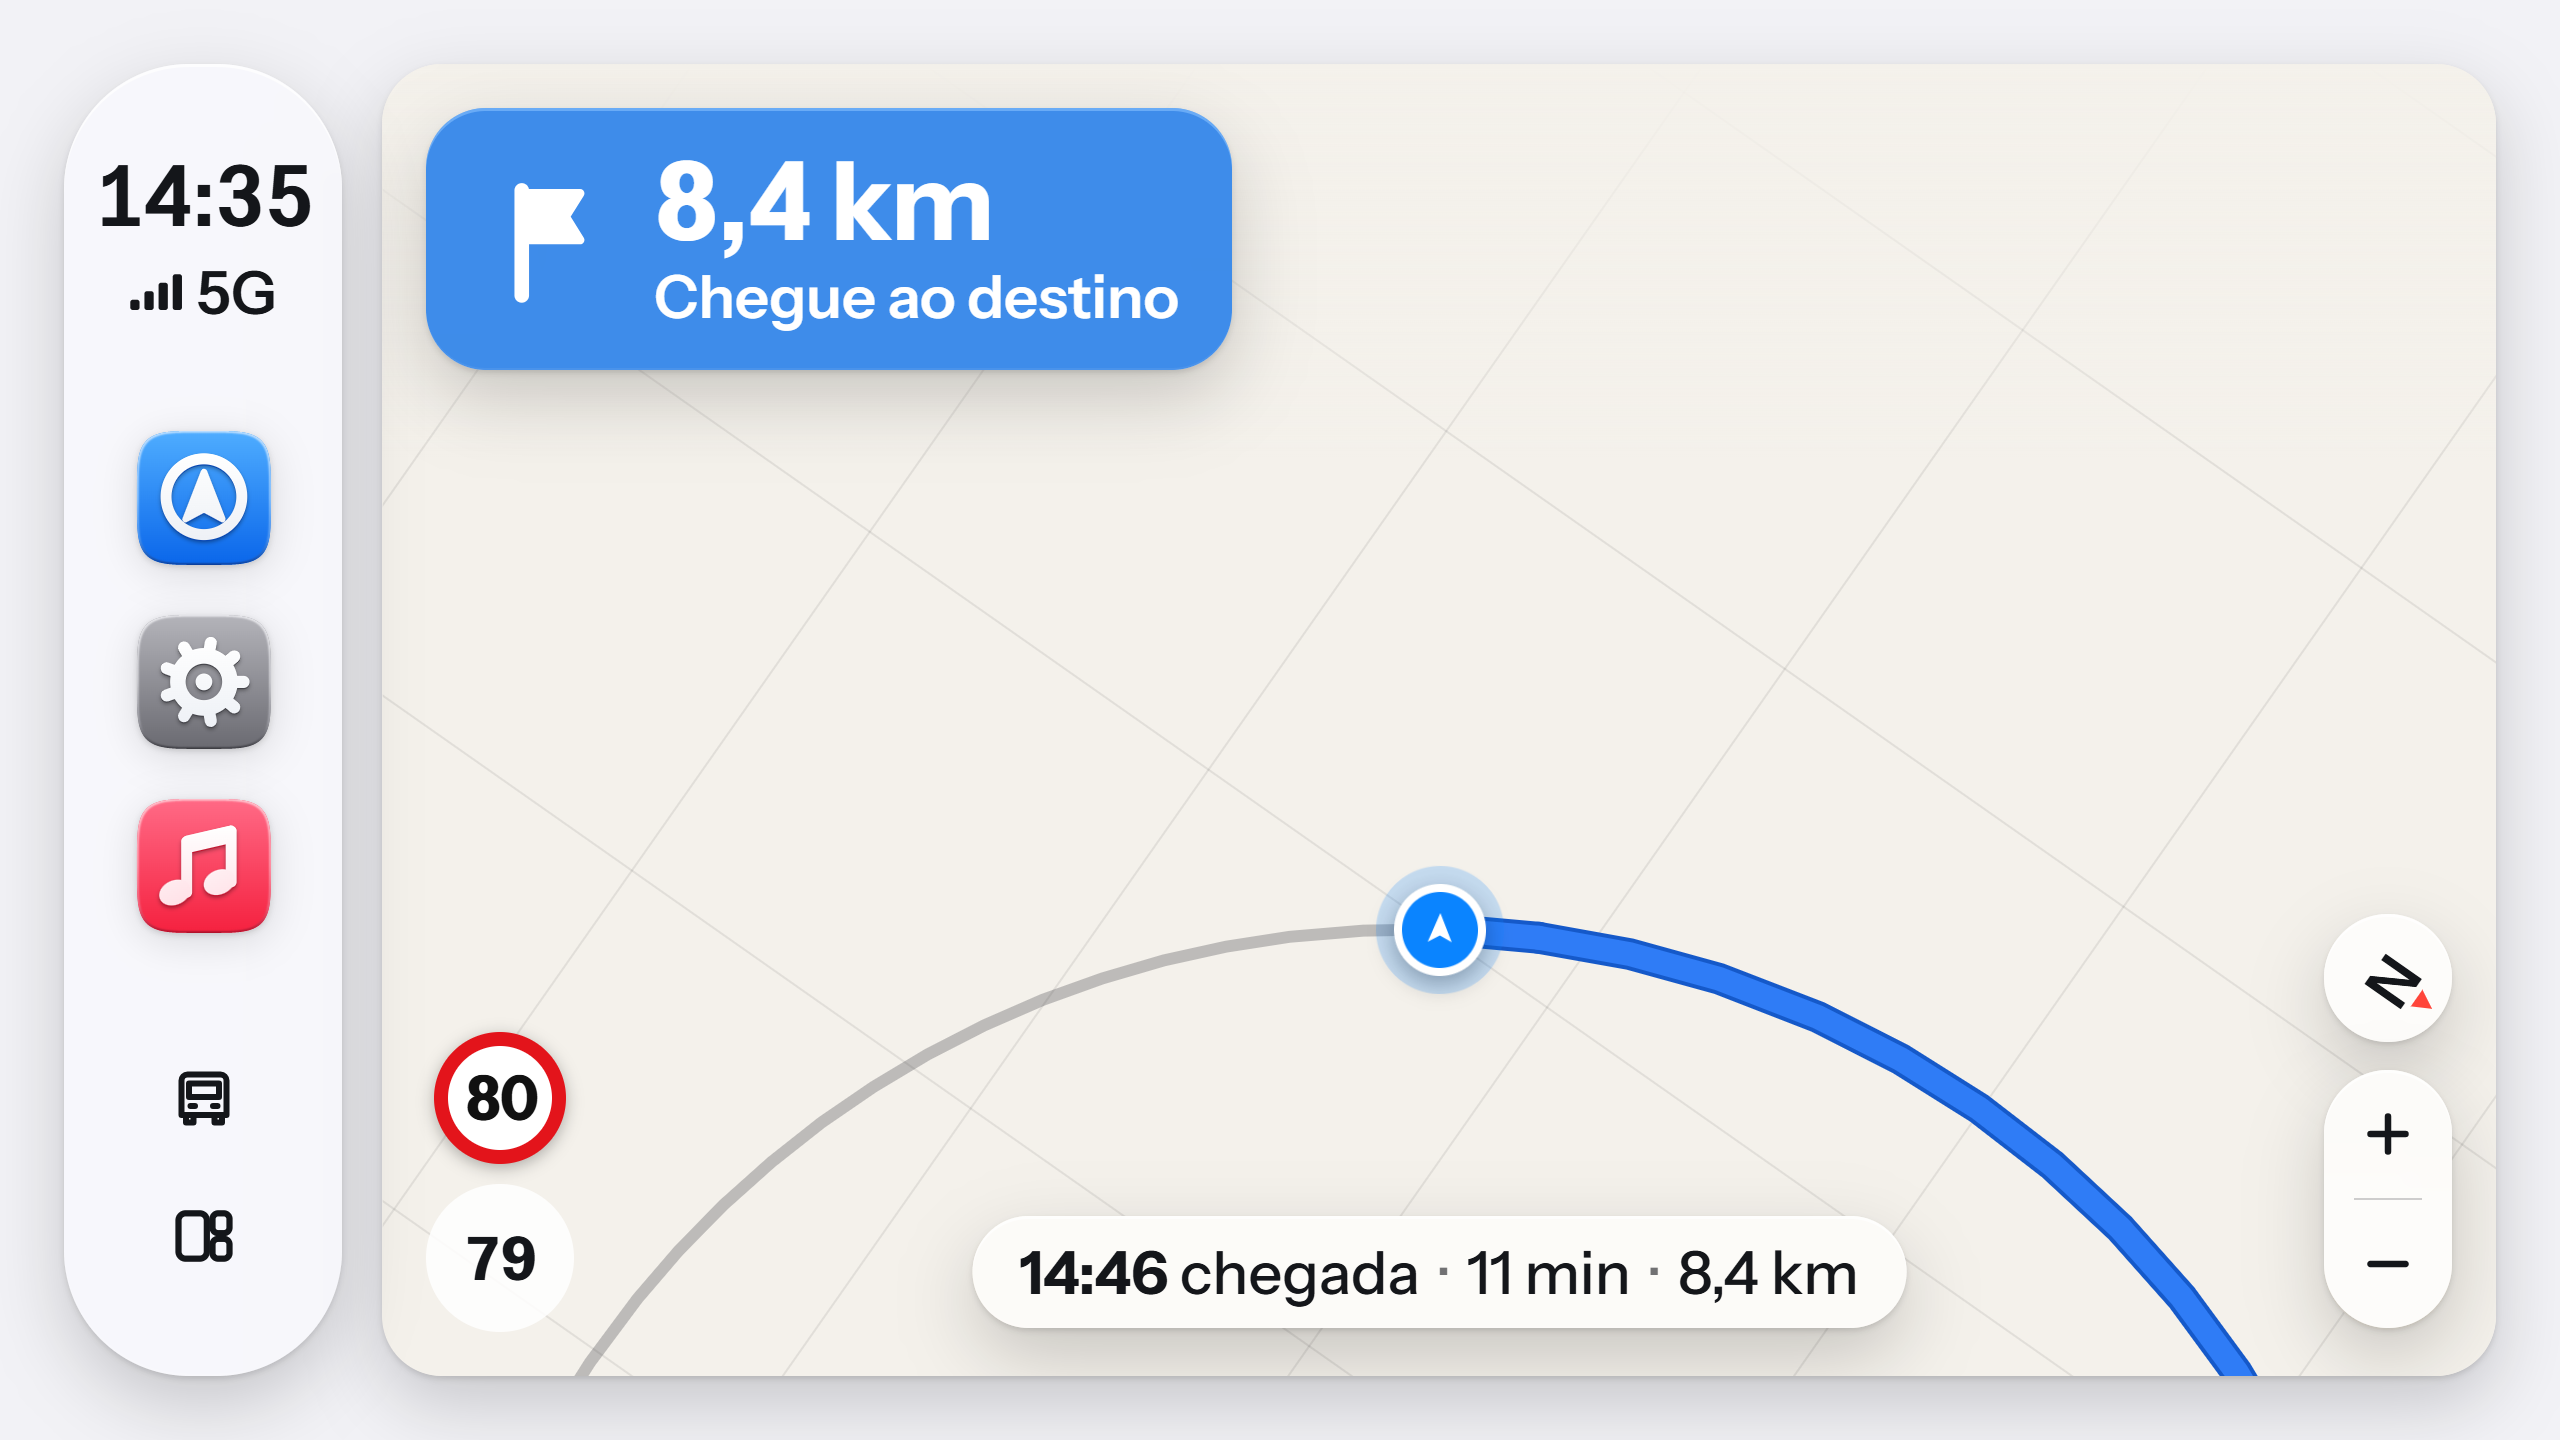 14:35
5G
8,4 km
Chegue ao destino
80
79
14:46 chegada · 11 min · 8,4 km
N